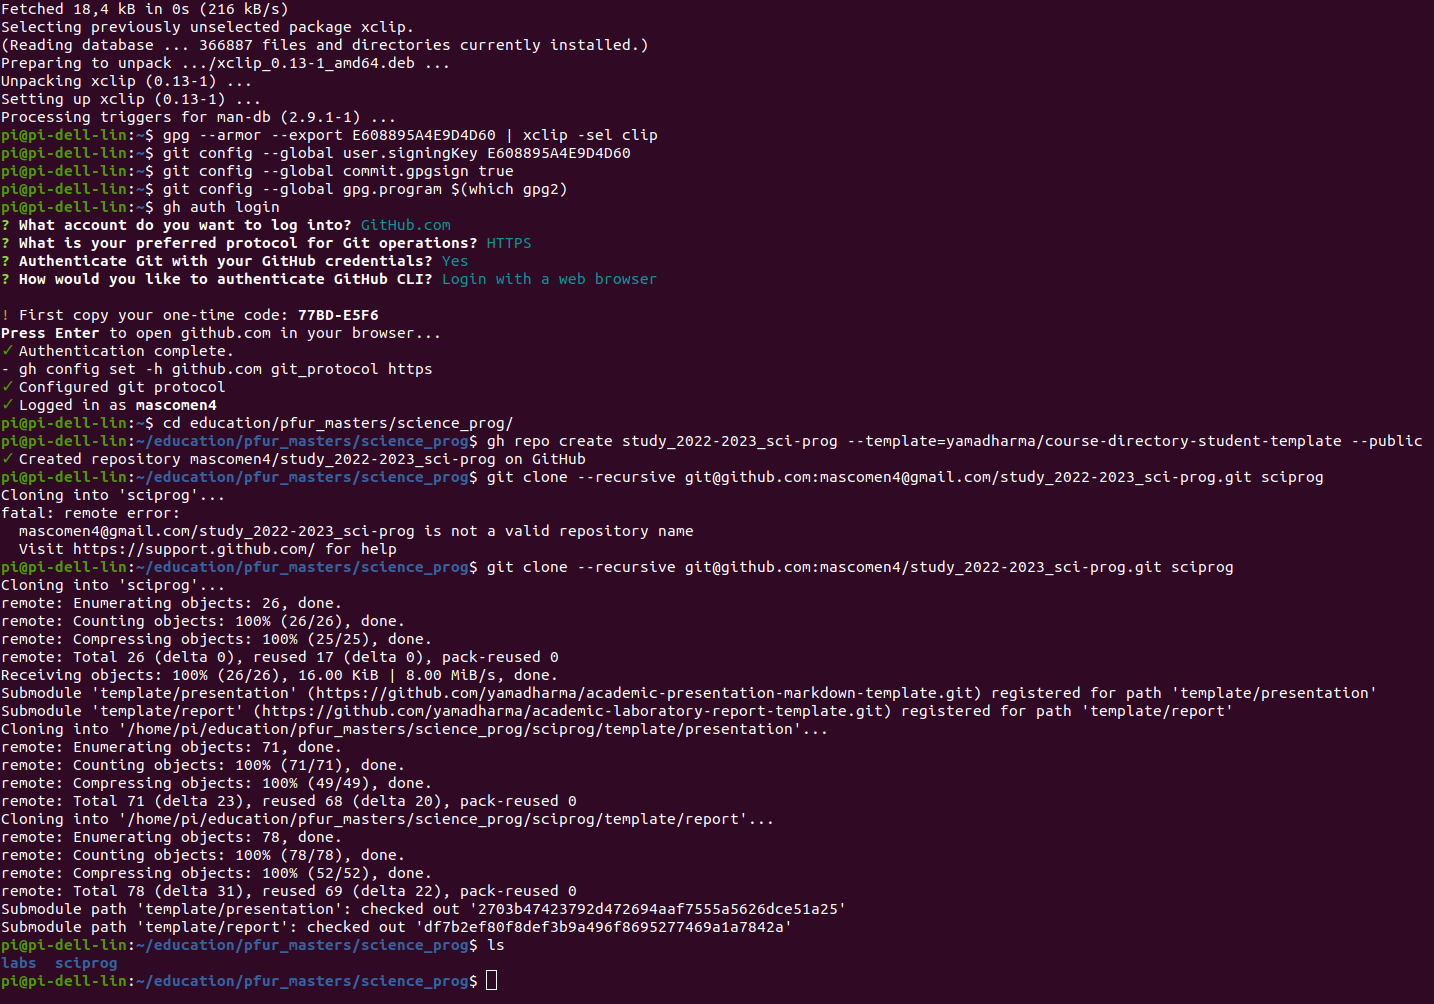 Fetched 18,4 kB in 0s (216 kB/s)
Selecting previously unselected package xclip.
(Reading database ... 366887 files and directories currently installed.)
Preparing to unpack .../xclip_0.13-1_amd64.deb ...
Unpacking xclip (0.13-1) ...
Setting up xclip (0.13-1) ...
Processing triggers for man-db (2.9.1-1) ...
pi@pi-dell-lin:~$ gpg --armor --export E608895A4E9D4D60 | xclip -sel clip
pi@pi-dell-lin:~$ git config --global user.signingKey E608895A4E9D4D60
pi@pi-dell-lin:~$ git config --global commit.gpgsign true
pi@pi-dell-lin:~$ git config --global gpg.program $(which gpg2)
pi@pi-dell-lin:~$ gh auth login
? What account do you want to log into? GitHub.com
? What is your preferred protocol for Git operations? HTTPS
? Authenticate Git with your GitHub credentials? Yes
? How would you like to authenticate GitHub CLI? Login with a web browser
! First copy your one-time code: 77BD-E5F6
Press Enter to open github.com in your browser...
✓ Authentication complete.
- gh config set -h github.com git_protocol https
✓ Configured git protocol
✓ Logged in as mascomen4
pi@pi-dell-lin:~$ cd education/pfur_masters/science_prog/
pi@pi-dell-lin:~/education/pfur_masters/science_prog$ gh repo create study_2022-2023_sci-prog --template=yamadharma/course-directory-student-template --public
✓ Created repository mascomen4/study_2022-2023_sci-prog on GitHub
pi@pi-dell-lin:~/education/pfur_masters/science_prog$ git clone --recursive git@github.com:mascomen4@gmail.com/study_2022-2023_sci-prog.git sciprog
Cloning into 'sciprog'...
fatal: remote error:
  mascomen4@gmail.com/study_2022-2023_sci-prog is not a valid repository name
  Visit https://support.github.com/ for help
pi@pi-dell-lin:~/education/pfur_masters/science_prog$ git clone --recursive git@github.com:mascomen4/study_2022-2023_sci-prog.git sciprog
Cloning into 'sciprog'...
remote: Enumerating objects: 26, done.
remote: Counting objects: 100% (26/26), done.
remote: Compressing objects: 100% (25/25), done.
remote: Total 26 (delta 0), reused 17 (delta 0), pack-reused 0
Receiving objects: 100% (26/26), 16.00 KiB | 8.00 MiB/s, done.
Submodule 'template/presentation' (https://github.com/yamadharma/academic-presentation-markdown-template.git) registered for path 'template/presentation'
Submodule 'template/report' (https://github.com/yamadharma/academic-laboratory-report-template.git) registered for path 'template/report'
Cloning into '/home/pi/education/pfur_masters/science_prog/sciprog/template/presentation'...
remote: Enumerating objects: 71, done.
remote: Counting objects: 100% (71/71), done.
remote: Compressing objects: 100% (49/49), done.
remote: Total 71 (delta 23), reused 68 (delta 20), pack-reused 0
Cloning into '/home/pi/education/pfur_masters/science_prog/sciprog/template/report'...
remote: Enumerating objects: 78, done.
remote: Counting objects: 100% (78/78), done.
remote: Compressing objects: 100% (52/52), done.
remote: Total 78 (delta 31), reused 69 (delta 22), pack-reused 0
Submodule path 'template/presentation': checked out '2703b47423792d472694aaf7555a5626dce51a25'
Submodule path 'template/report': checked out 'df7b2ef80f8def3b9a496f8695277469a1a7842a'
pi@pi-dell-lin:~/education/pfur_masters/science_prog$ ls
labs  sciprog
pi@pi-dell-lin:~/education/pfur_masters/science_prog$